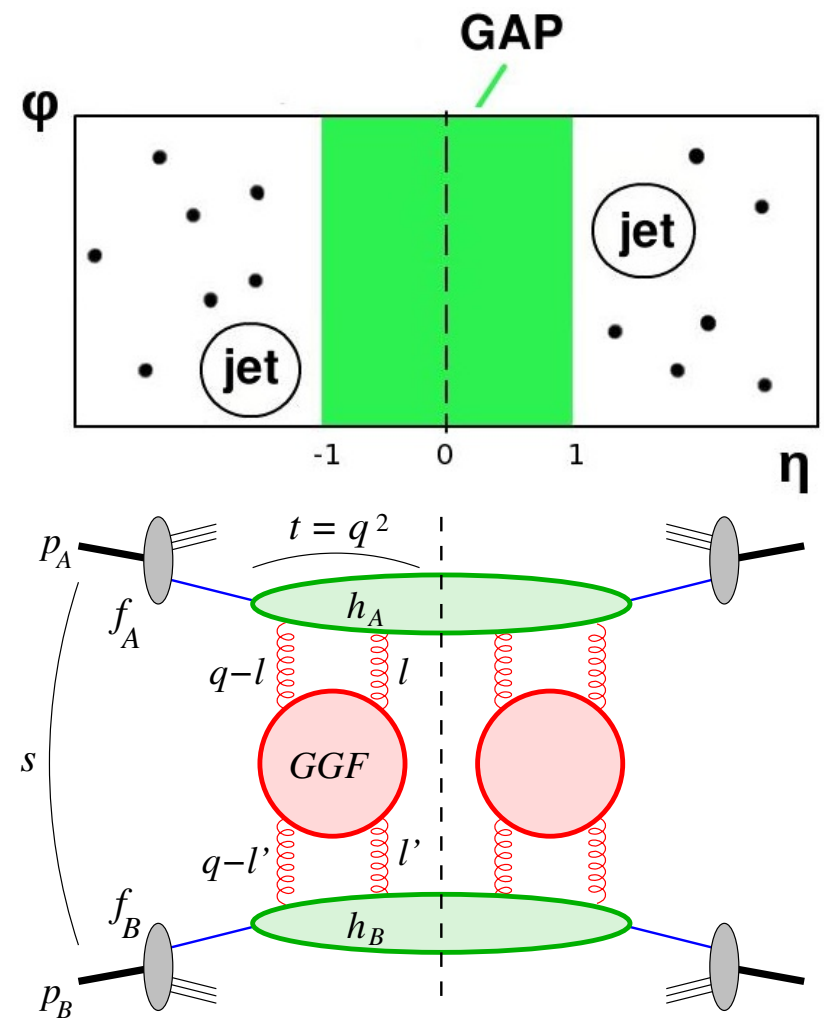 GAP
φ
jet
jet
-1 0 1
η
t = q²
p_A
h_A
f_A
q−l l
s
GGF
q−l’ l’
f_B
h_B
p_B